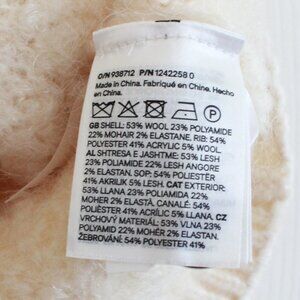 O/N 938712 P/N 1242258 0
Made in China. Fabriqué en Chine. Hecho
en China.
GB SHELL: 53% WOOL 23% POLYAMIDE
22% MOHAIR 2% ELASTANE. RIB: 54%
POLYESTER 41% ACRYLIC 5% WOOL
AL SHTRESA E JASHTME: 53% LESH
23% POLIAMIDE 22% LESH ANGORE
2% ELASTAN. SOP: 54% POLIESTER
41% AKRILIK 5% LESH. CAT EXTERIOR:
53% LLANA 23% POLIAMIDA 22%
MOHER 2% ELASTÀ. CANALÉ: 54%
POLIÈSTER 41% ACRÍLIC 5% LLANA. CZ
VRCHOVÝ MATERIÁL: 53% VLNA 23%
POLYAMID 22% MOHÉR 2% ELASTAN.
ŽEBROVÁNÍ: 54% POLYESTER 41%